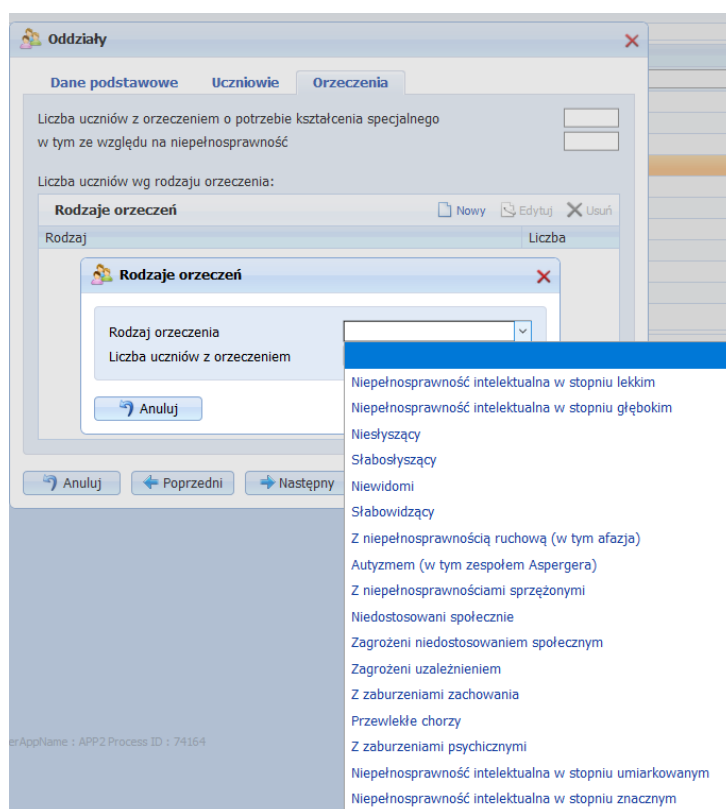 Oddziały
Dane podstawowe Uczniowie Orzeczenia
Liczba uczniów z orzeczeniem o potrzebie kształcenia specjalnego
w tym ze względu na niepełnosprawność
Liczba uczniów wg rodzaju orzeczenia:
Rodzaje orzeczeń Nowy Edytuj Usuń
Rodzaj Liczba
Rodzaje orzeczeń
Rodzaj orzeczenia
Liczba uczniów z orzeczeniem
Anuluj
Anuluj Poprzedni Następny
Niepełnosprawność intelektualna w stopniu lekkim
Niepełnosprawność intelektualna w stopniu głębokim
Niesłyszący
Słabosłyszący
Niewidomi
Słabowidzący
Z niepełnosprawnością ruchową (w tym afazja)
Autyzmem (w tym zespołem Aspergera)
Z niepełnosprawnościami sprzężonymi
Niedostosowani społecznie
Zagrożeni niedostosowaniem społecznym
Zagrożeni uzależnieniem
Z zaburzeniami zachowania
Przewlekłe chorzy
Z zaburzeniami psychicznymi
Niepełnosprawność intelektualna w stopniu umiarkowanym
Niepełnosprawność intelektualna w stopniu znacznym
erAppName : APP2 Process ID : 74164